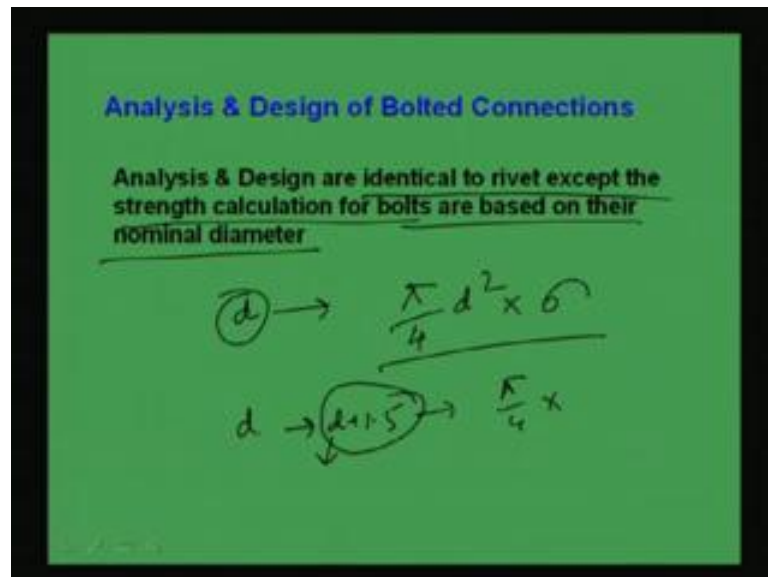 Analysis & Design of Bolted Connections
Analysis & Design are identical to rivet except the
strength calculation for bolts are based on their
nominal diameter
d → π/4 d² × σ
d → d+1.5 → π/4 ×